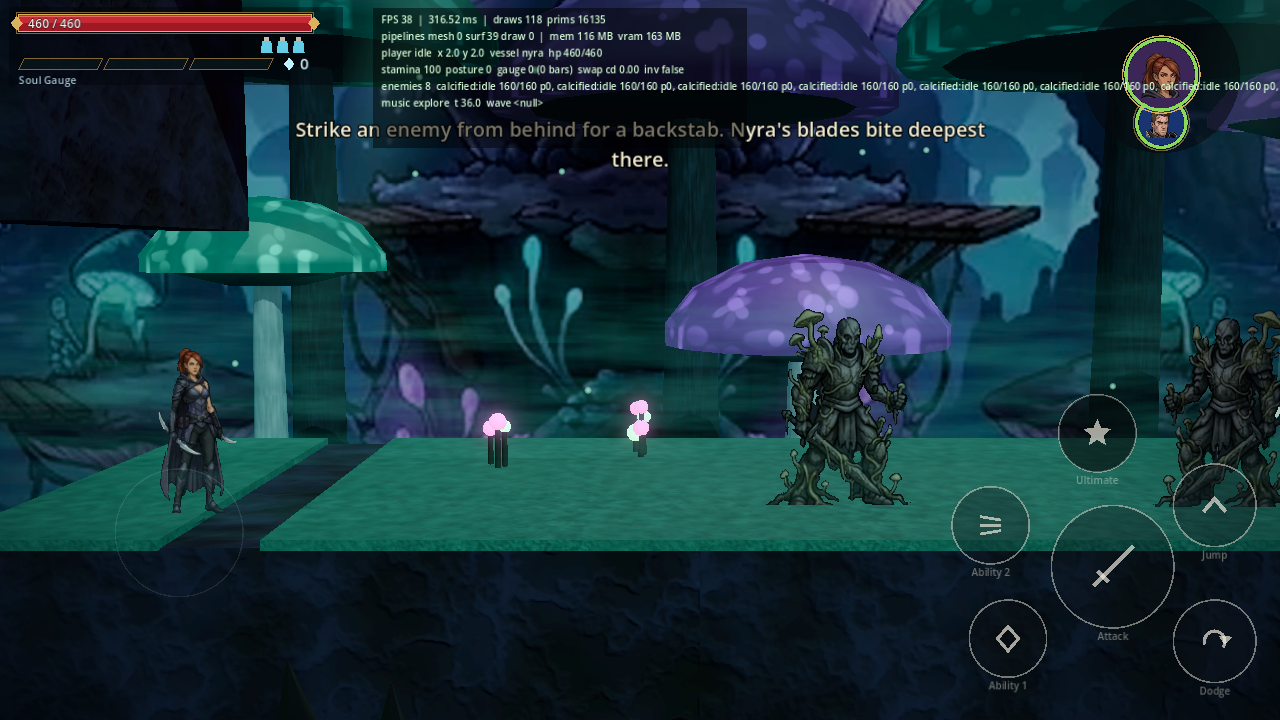 460 / 460
0
Soul Gauge
FPS 38 | 316.52 ms | draws 118 prims 16135
pipelines mesh 0 surf 39 draw 0 | mem 116 MB vram 163 MB
player idle x 2.0 y 2.0 vessel nyra hp 460/460
stamina 100 posture 0 gauge 0 (0 bars) swap cd 0.00 inv false
enemies 8 calcified:idle 160/160 p0, calcified:idle 160/160 p0, calcified:idle 160/160 p0, calcified:idle 160/160 p0, calcified:idle 160/160 p0, calcified:idle 160/160 p0, calcified:idle 160/160 p0,
music explore t 36.0 wave <null>
Strike an enemy from behind for a backstab. Nyra's blades bite deepest
there.
Ultimate
Jump
Ability 2
Attack
Ability 1
Dodge